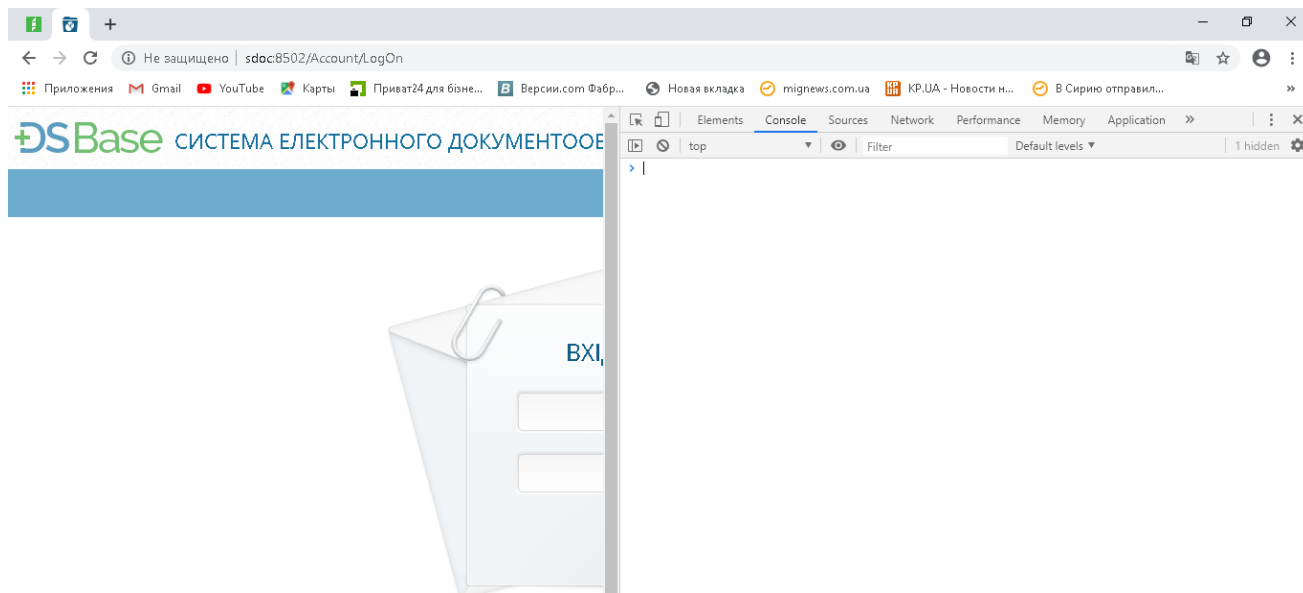 Не защищено | sdoc:8502/Account/LogOn
Приложения Gmail YouTube Карты Приват24 для бізне... Версии.com Фабр... Новая вкладка mignews.com.ua KP.UA - Новости н... В Сирию отправил... »
DSBase СИСТЕМА ЕЛЕКТРОННОГО ДОКУМЕНТООБ
Elements Console Sources Network Performance Memory Application »
top Filter Default levels 1 hidden
ВХІД